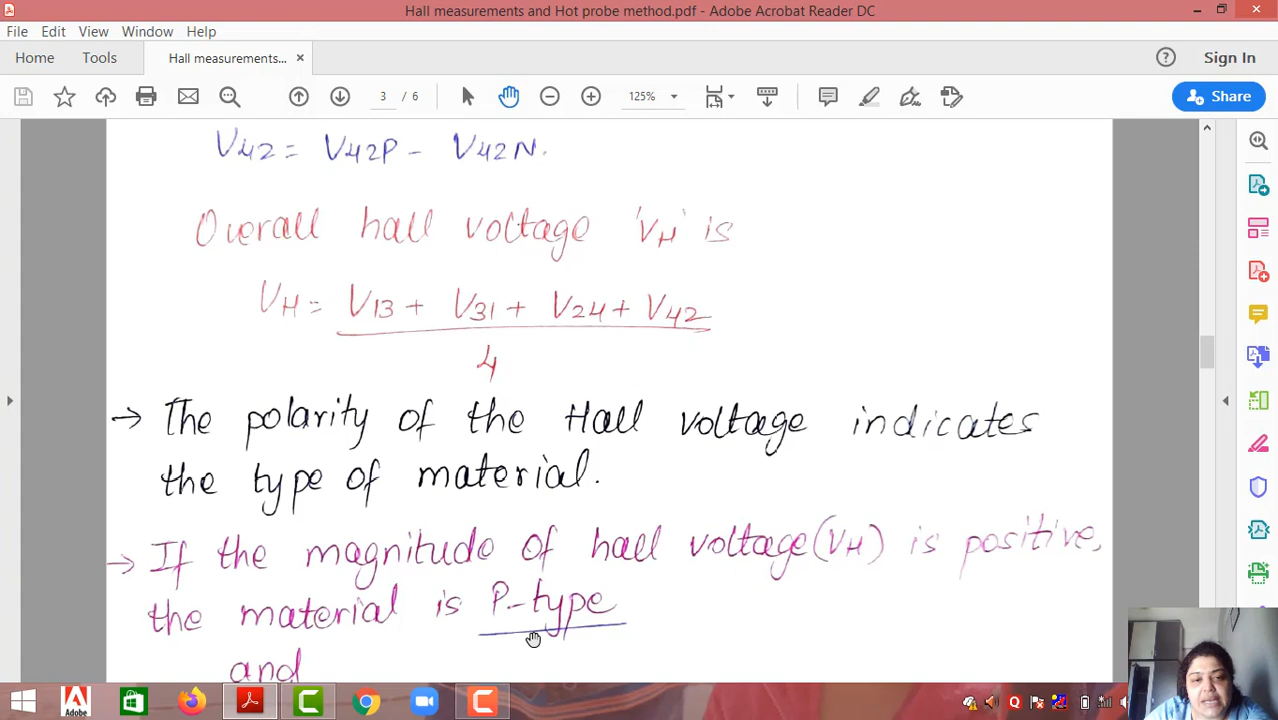 Hall measurements and Hot probe method.pdf - Adobe Acrobat Reader DC
File Edit View Window Help
Home Tools Hall measurements... × Sign In
3 / 6 125% Share
V42 = V42P - V42N.
Overall hall voltage 'VH' is
VH = V13 + V31 + V24 + V42
4
→ The polarity of the Hall voltage indicates
the type of material.
→ If the magnitude of hall voltage (VH) is positive,
the material is P-type
and
Adobe